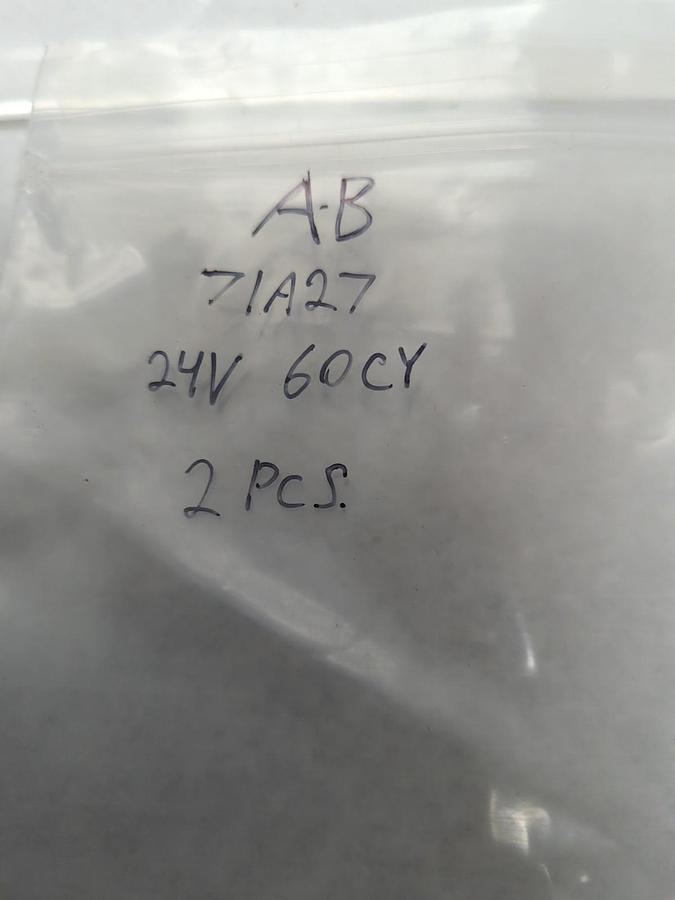 A-B
71A27
24V 60CY
2 PCS.